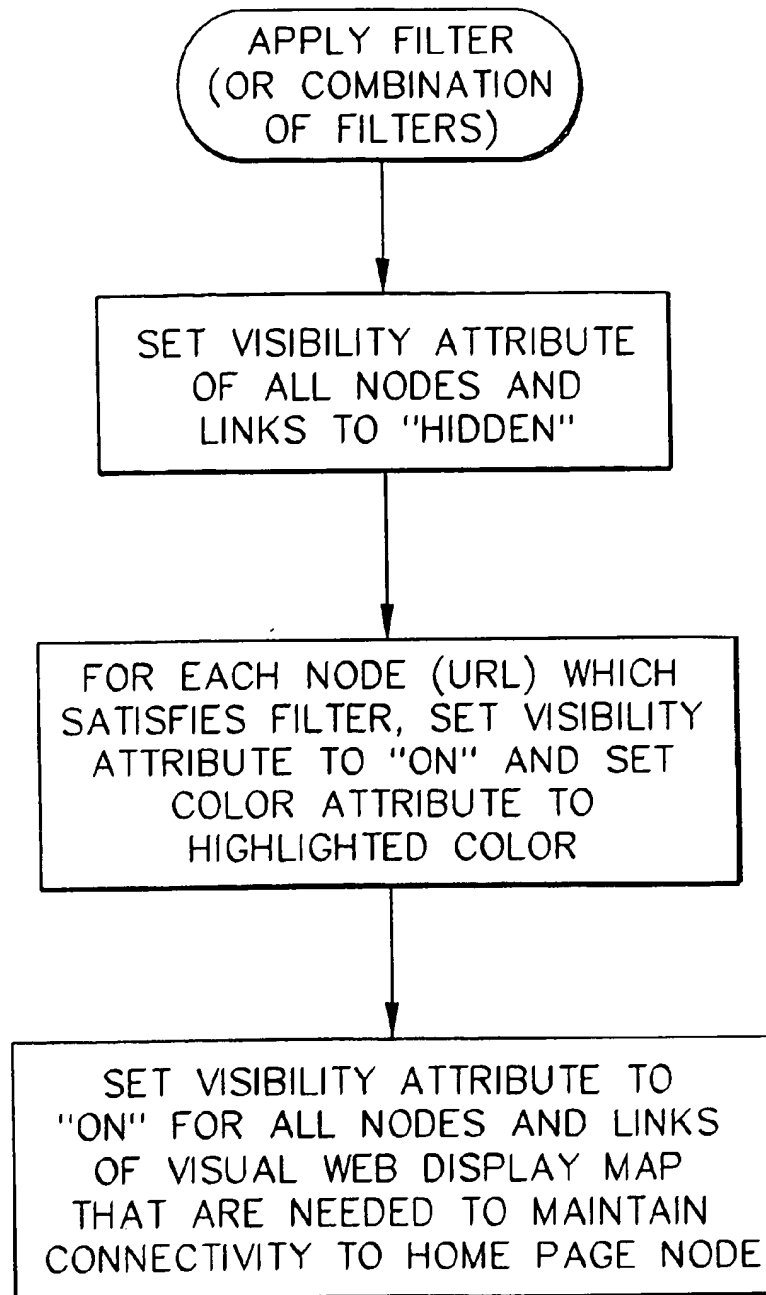 APPLY FILTER
(OR COMBINATION
OF FILTERS)
SET VISIBILITY ATTRIBUTE
OF ALL NODES AND
LINKS TO "HIDDEN"
FOR EACH NODE (URL) WHICH
SATISFIES FILTER, SET VISIBILITY
ATTRIBUTE TO "ON" AND SET
COLOR ATTRIBUTE TO
HIGHLIGHTED COLOR
SET VISIBILITY ATTRIBUTE TO
"ON" FOR ALL NODES AND LINKS
OF VISUAL WEB DISPLAY MAP
THAT ARE NEEDED TO MAINTAIN
CONNECTIVITY TO HOME PAGE NODE